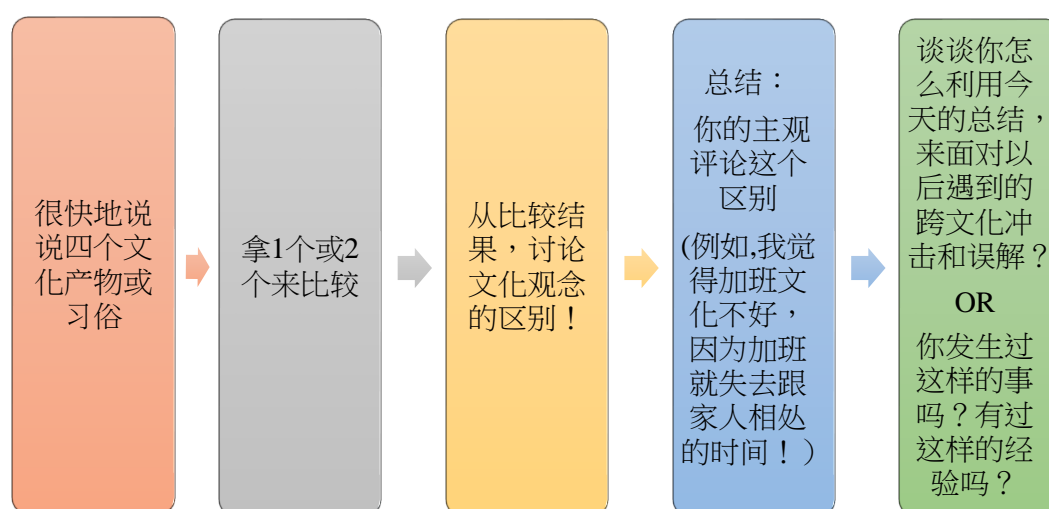 很快地说
说四个文
化产物或
习俗
拿1个或2
个来比较
从比较结
果，讨论
文化观念
的区别！
总结：
你的主观
评论这个
区别
(例如,我觉
得加班文
化不好，
因为加班
就失去跟
家人相处
的时间！）
谈谈你怎
么利用今
天的总结，
来面对以
后遇到的
跨文化冲
击和误解？
OR
你发生过
这样的事
吗？有过
这样的经
验吗？